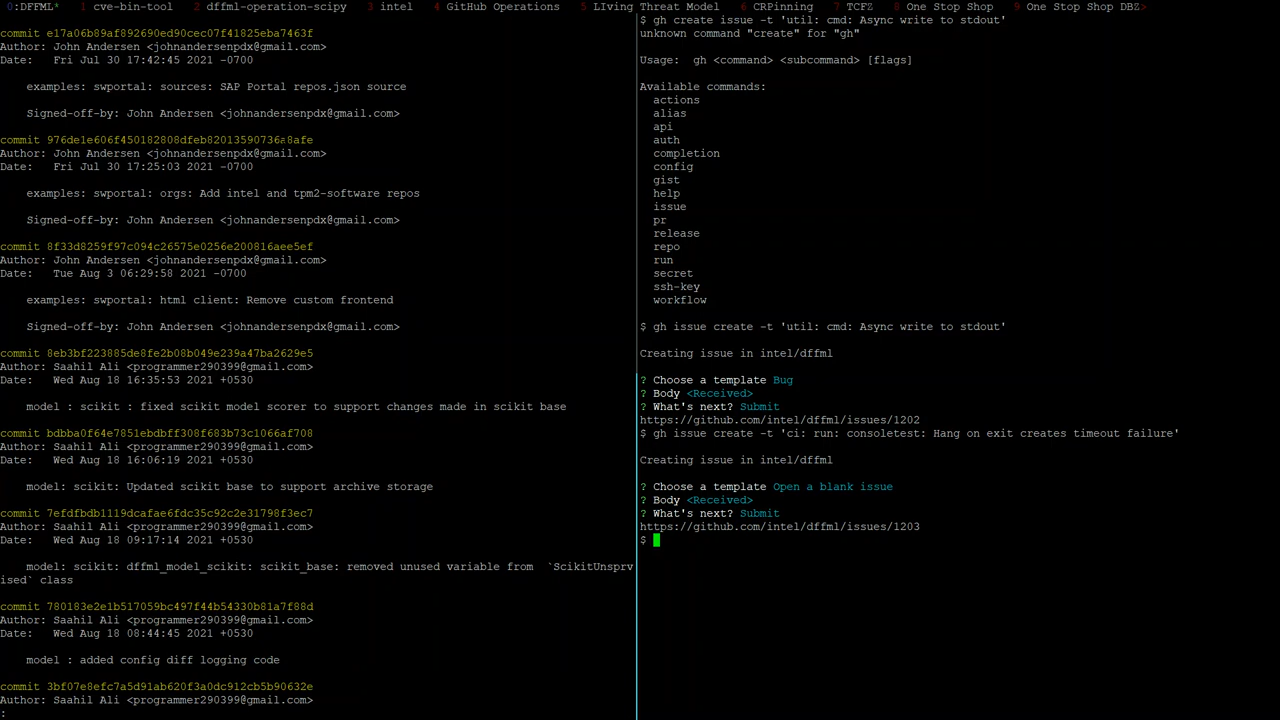 0:DFFML* 1 cve-bin-tool 2 dffml-operation-scipy 3 intel 4 GitHub Operations 5 LIving Threat Model 6 CRPinning 7 TCFZ 8 One Stop Shop 9 One Stop Shop DBZ>
commit e17a06b89af892690ed90cec07f41825eba7463f
Author: John Andersen <johnandersenpdx@gmail.com>
Date:   Fri Jul 30 17:42:45 2021 -0700
examples: swportal: sources: SAP Portal repos.json source
Signed-off-by: John Andersen <johnandersenpdx@gmail.com>
commit 976de1e606f450182808dfeb82013590736a8afe
Author: John Andersen <johnandersenpdx@gmail.com>
Date:   Fri Jul 30 17:25:03 2021 -0700
examples: swportal: orgs: Add intel and tpm2-software repos
Signed-off-by: John Andersen <johnandersenpdx@gmail.com>
commit 8f33d8259f97c094c26575e0256e200816aee5ef
Author: John Andersen <johnandersenpdx@gmail.com>
Date:   Tue Aug 3 06:29:58 2021 -0700
examples: swportal: html client: Remove custom frontend
Signed-off-by: John Andersen <johnandersenpdx@gmail.com>
commit 8eb3bf223885de8fe2b08b049e239a47ba2629e5
Author: Saahil Ali <programmer290399@gmail.com>
Date:   Wed Aug 18 16:35:53 2021 +0530
model : scikit : fixed scikit model scorer to support changes made in scikit base
commit bdbba0f64e7851ebdbff308f683b73c1066af708
Author: Saahil Ali <programmer290399@gmail.com>
Date:   Wed Aug 18 16:06:19 2021 +0530
model: scikit: Updated scikit base to support archive storage
commit 7efdfbdb1119dcafae6fdc35c92c2e31798f3ec7
Author: Saahil Ali <programmer290399@gmail.com>
Date:   Wed Aug 18 09:17:14 2021 +0530
model: scikit: dffml_model_scikit: scikit_base: removed unused variable from  `ScikitUnsprv
ised` class
commit 780183e2e1b517059bc497f44b54330b81a7f88d
Author: Saahil Ali <programmer290399@gmail.com>
Date:   Wed Aug 18 08:44:45 2021 +0530
model : added config diff logging code
commit 3bf07e8efc7a5d91ab620f3a0dc912cb5b90632e
Author: Saahil Ali <programmer290399@gmail.com>
:
$ gh create issue -t 'util: cmd: Async write to stdout'
unknown command "create" for "gh"
Usage:  gh <command> <subcommand> [flags]
Available commands:
actions
alias
api
auth
completion
config
gist
help
issue
pr
release
repo
run
secret
ssh-key
workflow
$ gh issue create -t 'util: cmd: Async write to stdout'
Creating issue in intel/dffml
? Choose a template Bug
? Body <Received>
? What's next? Submit
https://github.com/intel/dffml/issues/1202
$ gh issue create -t 'ci: run: consoletest: Hang on exit creates timeout failure'
Creating issue in intel/dffml
? Choose a template Open a blank issue
? Body <Received>
? What's next? Submit
https://github.com/intel/dffml/issues/1203
$